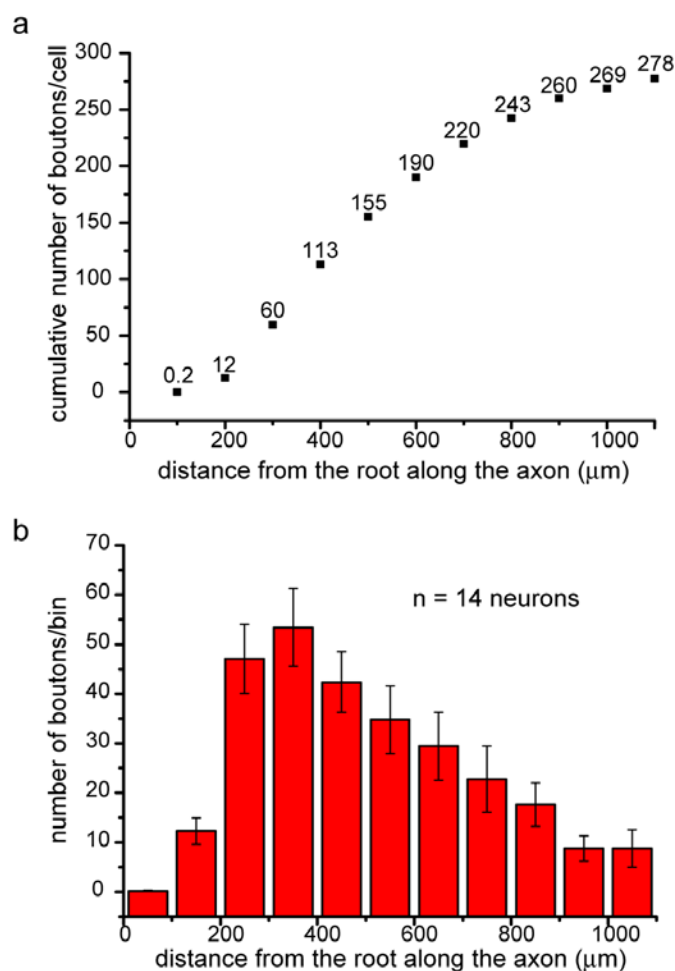 a
300
250
200
150
100
50
0
cumulative number of boutons/cell
0.2
12
60
113
155
190
220
243
260
269
278
0 200 400 600 800 1000
distance from the root along the axon (μm)
b
70
60
50
40
30
20
10
0
number of boutons/bin
n = 14 neurons
0 200 400 600 800 1000
distance from the root along the axon (μm)